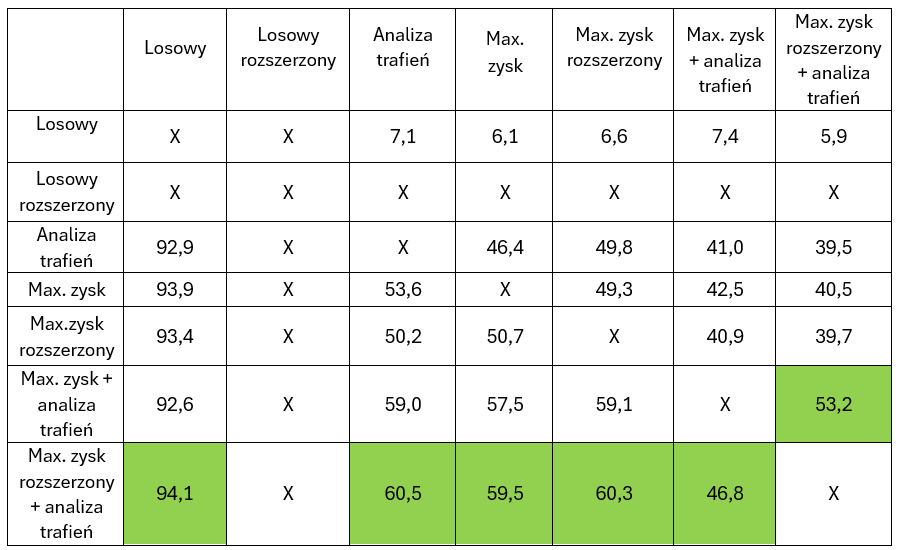 Losowy
Losowy
rozszerzony
Analiza
trafień
Max.
zysk
Max. zysk
rozszerzony
Max. zysk
+ analiza
trafień
Max. zysk
rozszerzony
+ analiza
trafień
Losowy
X X 7,1 6,1 6,6 7,4 5,9
Losowy
rozszerzony
X X X X X X X
Analiza
trafień
92,9 X X 46,4 49,8 41,0 39,5
Max. zysk 93,9 X 53,6 X 49,3 42,5 40,5
Max.zysk
rozszerzony
93,4 X 50,2 50,7 X 40,9 39,7
Max. zysk +
analiza
trafień
92,6 X 59,0 57,5 59,1 X 53,2
Max. zysk
rozszerzony
+ analiza
trafień
94,1 X 60,5 59,5 60,3 46,8 X